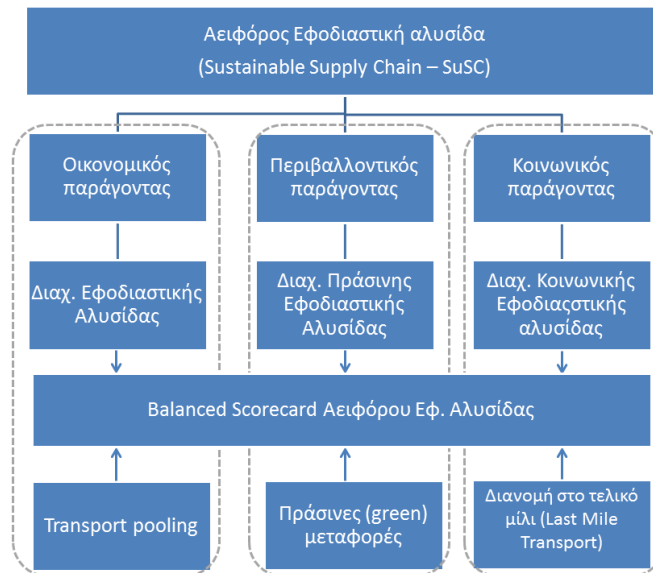 Αειφόρος Εφοδιαστική αλυσίδα
(Sustainable Supply Chain – SuSC)
Οικονομικός
παράγοντας
Περιβαλλοντικός
παράγοντας
Κοινωνικός
παράγοντας
Διαχ. Εφοδιαστικής
Αλυσίδας
Διαχ. Πράσινης
Εφοδιαστικής
Αλυσίδας
Διαχ. Κοινωνικής
Εφοδιαςστικής
αλυσίδας
Balanced Scorecard Αειφόρου Εφ. Αλυσίδας
Transport pooling
Πράσινες (green)
μεταφορές
Διανομή στο τελικό
μίλι (Last Mile
Transport)